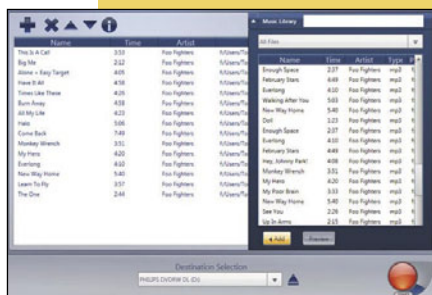 Music Library
All Files
Name Time Artist
This Is A Call 3:53 Foo Fighters
Big Me 2:12 Foo Fighters
Alone + Easy Target 4:05 Foo Fighters
Have It All 4:58 Foo Fighters
Times Like These 4:26 Foo Fighters
Burn Away 4:58 Foo Fighters
All My Life 4:23 Foo Fighters
Halo 5:06 Foo Fighters
Come Back 7:49 Foo Fighters
Monkey Wrench 3:51 Foo Fighters
My Hero 4:20 Foo Fighters
Everlong 4:10 Foo Fighters
New Way Home 5:40 Foo Fighters
Learn To Fly 3:57 Foo Fighters
The One 2:44 Foo Fighters
Name Time Artist Type
Enough Space 2:37 Foo Fighters mp3
February Stars 4:49 Foo Fighters mp3
Everlong 4:10 Foo Fighters mp3
Walking After You 5:03 Foo Fighters mp3
New Way Home 5:40 Foo Fighters mp3
Doll 1:23 Foo Fighters mp3
Enough Space 2:37 Foo Fighters mp3
Everlong 4:10 Foo Fighters mp3
February Stars 4:49 Foo Fighters mp3
Hey, Johnny Park! 4:08 Foo Fighters mp3
Monkey Wrench 3:51 Foo Fighters mp3
My Hero 4:20 Foo Fighters mp3
My Poor Brain 3:33 Foo Fighters mp3
New Way Home 5:40 Foo Fighters mp3
See You 2:26 Foo Fighters mp3
Up In Arms 2:15 Foo Fighters mp3
Add Preview
Destination Selection
PHILIPS DVDRW DL (D:)